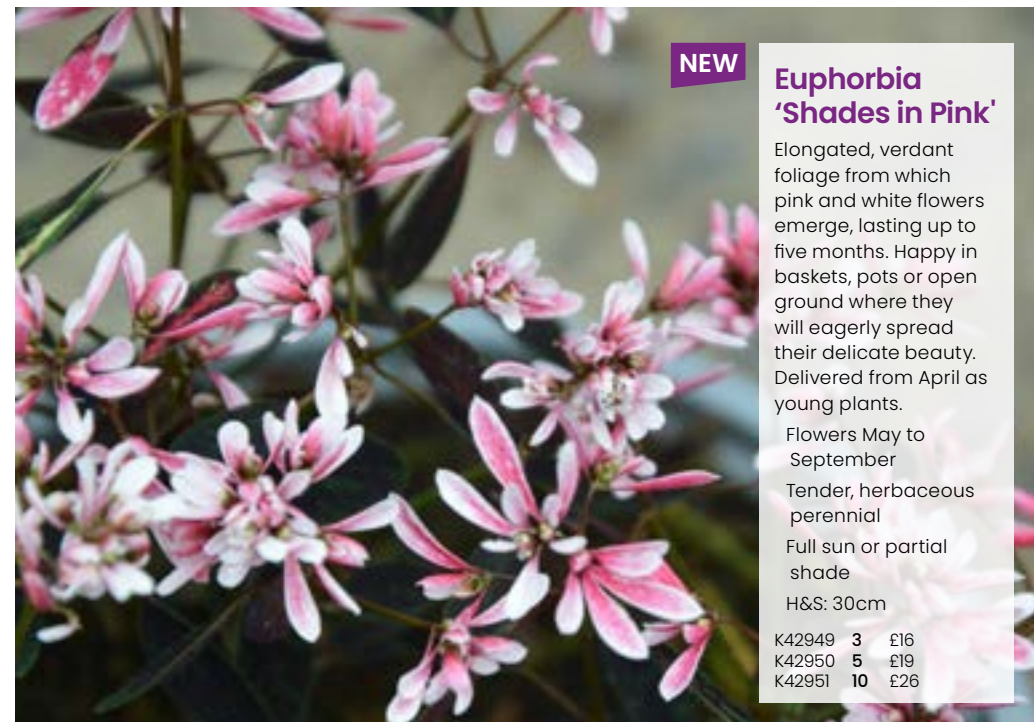 NEW
Euphorbia
‘Shades in Pink'
Elongated, verdant
foliage from which
pink and white flowers
emerge, lasting up to
five months. Happy in
baskets, pots or open
ground where they
will eagerly spread
their delicate beauty.
Delivered from April as
young plants.
Flowers May to
September
Tender, herbaceous
perennial
Full sun or partial
shade
H&S: 30cm
K42949 3 £16
K42950 5 £19
K42951 10 £26